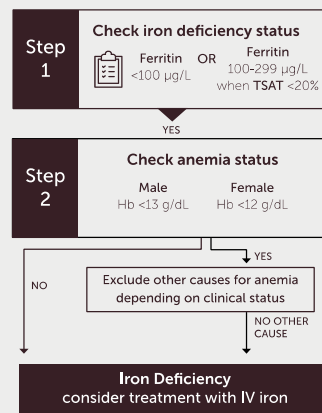 Step
1
Check iron deficiency status
Ferritin
<100 µg/L
OR
Ferritin
100-299 µg/L
when TSAT <20%
YES
Step
2
Check anemia status
Male
Hb <13 g/dL
Female
Hb <12 g/dL
NO
YES
Exclude other causes for anemia
depending on clinical status
NO OTHER
CAUSE
Iron Deficiency
consider treatment with IV iron